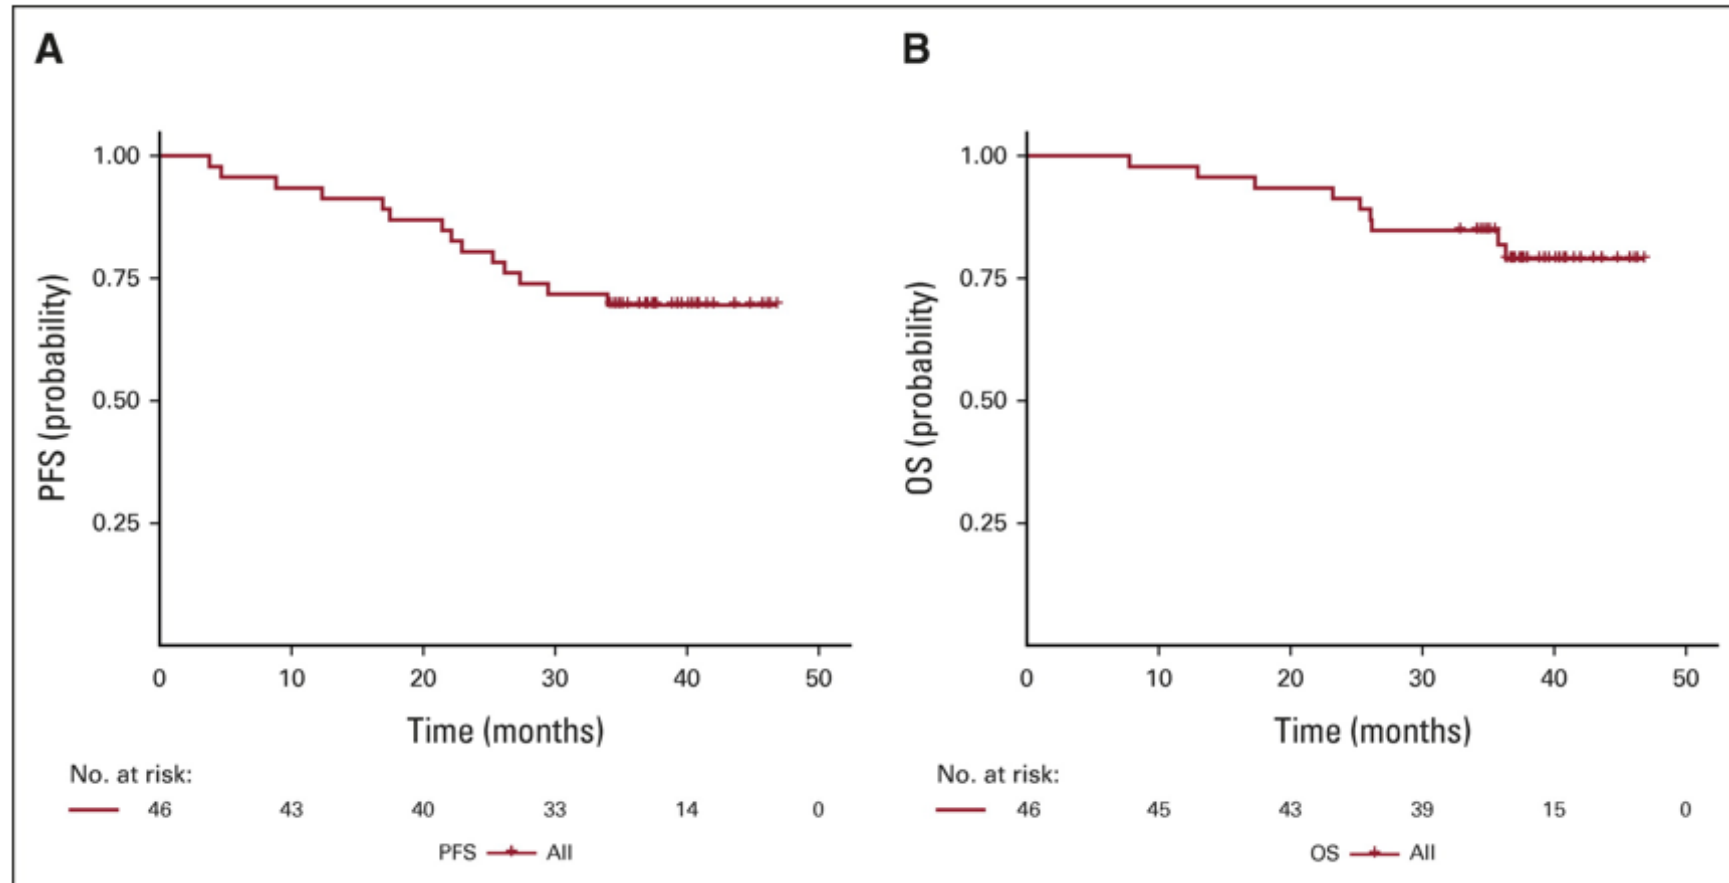 A
1.00
0.75
0.50
0.25
PFS (probability)
0 10 20 30 40 50
Time (months)
No. at risk:
46 43 40 33 14 0
PFS All
B
1.00
0.75
0.50
0.25
OS (probability)
0 10 20 30 40 50
Time (months)
No. at risk:
46 45 43 39 15 0
OS All